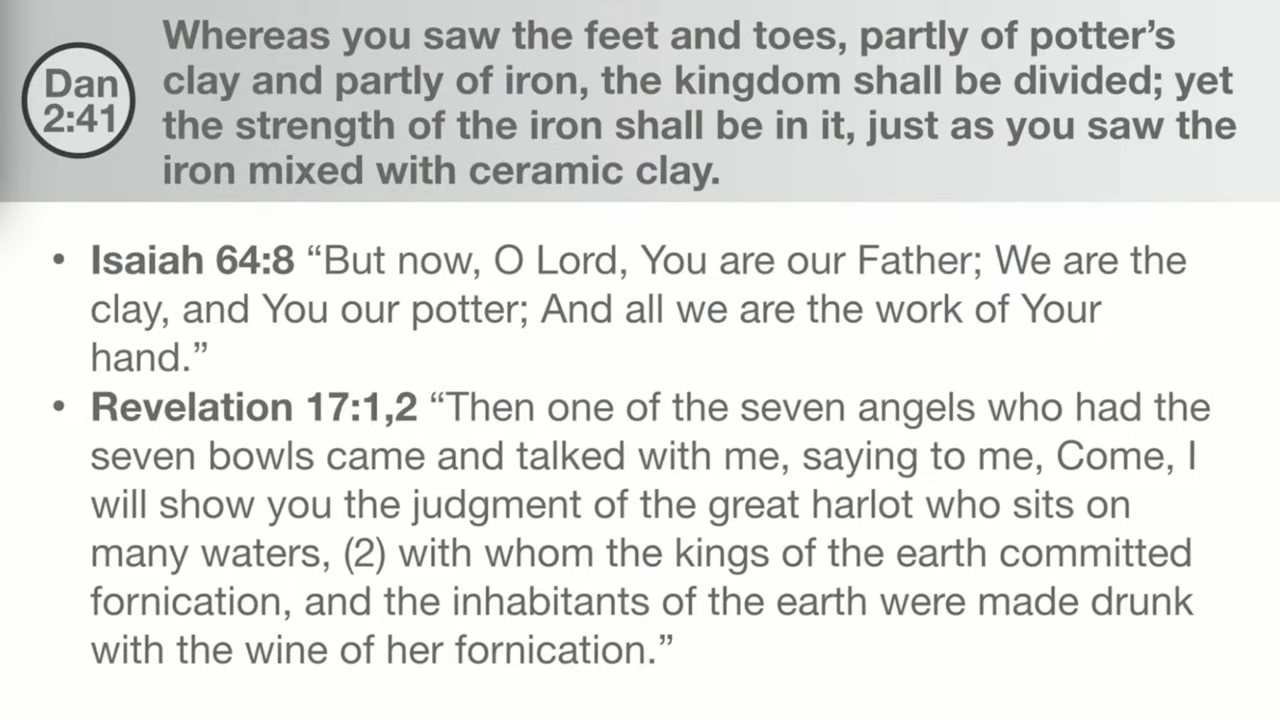 Dan
2:41
Whereas you saw the feet and toes, partly of potter’s
clay and partly of iron, the kingdom shall be divided; yet
the strength of the iron shall be in it, just as you saw the
iron mixed with ceramic clay.
• Isaiah 64:8 “But now, O Lord, You are our Father; We are the
clay, and You our potter; And all we are the work of Your
hand.”
• Revelation 17:1,2 “Then one of the seven angels who had the
seven bowls came and talked with me, saying to me, Come, I
will show you the judgment of the great harlot who sits on
many waters, (2) with whom the kings of the earth committed
fornication, and the inhabitants of the earth were made drunk
with the wine of her fornication.”